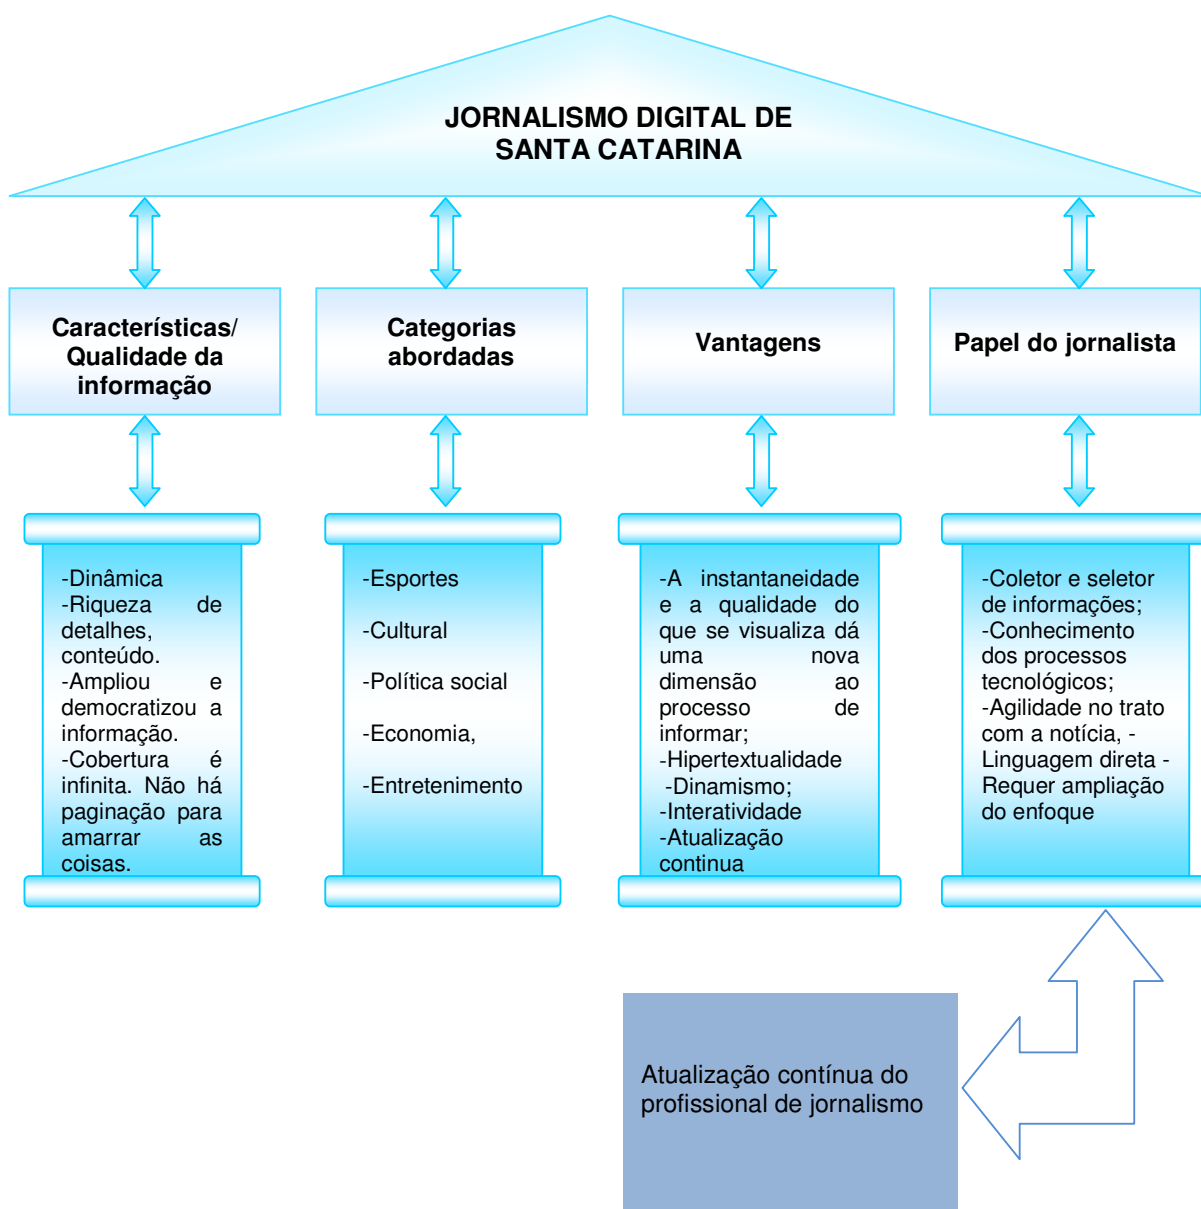 JORNALISMO DIGITAL DE
SANTA CATARINA
Característícas/
Qualidade da
informação
Categorias
abordadas
Vantagens
Papel do jornalista
-Dinâmica
-Riqueza de
detalhes,
conteúdo.
-Ampliou e
democratizou a
informação.
-Cobertura é
infinita. Não há
paginação para
amarrar as
coisas.
-Esportes
-Cultural
-Política social
-Economia,
-Entretenimento
-A instantaneidade
e a qualidade do
que se visualiza dá
uma nova
dimensão ao
processo de
informar;
-Hipertextualidade
-Dinamismo;
-Interatividade
-Atualização
continua
-Coletor e seletor
de informações;
-Conhecimento
dos processos
tecnológicos;
-Agilidade no trato
com a notícia, -
Linguagem direta -
Requer ampliação
do enfoque
Atualização contínua do
profissional de jornalismo